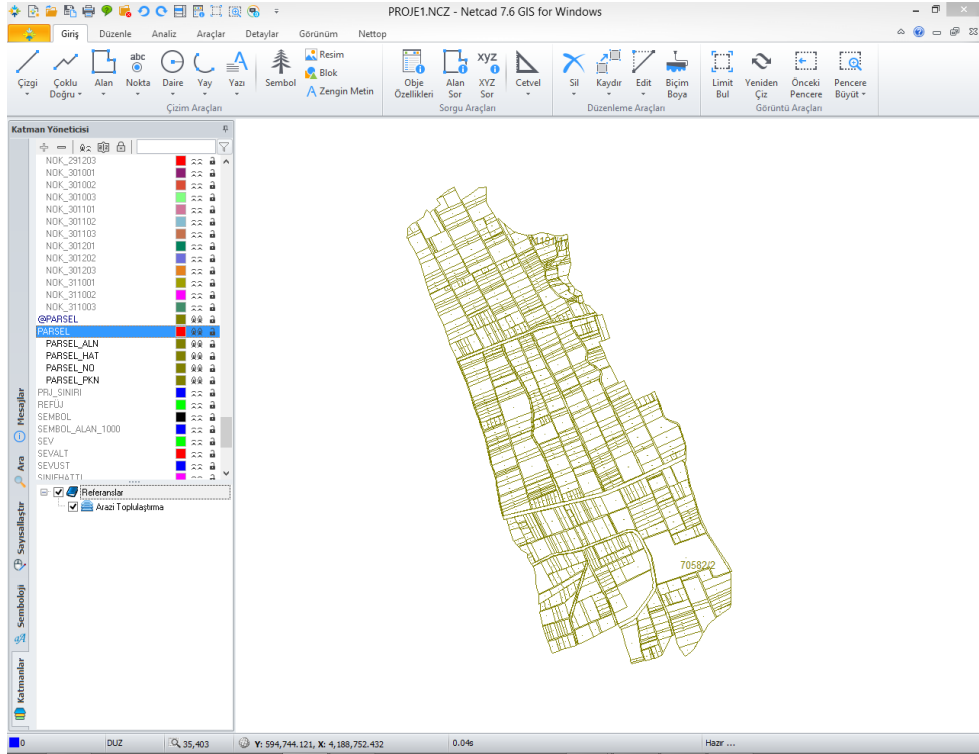 PROJE1.NCZ - Netcad 7.6 GIS for Windows
Giriş Düzenle Analiz Araçlar Detaylar Görünüm Nettop
Çizgi Çoklu Doğru Alan abc Nokta Daire Yay Yazı Sembol
Resim
Blok
Zengin Metin
Obje Özellikleri Alan Sor XYZ XYZ Sor Cetvel
Sil Kaydır Edit Biçim Boya
Limit Bul Yeniden Çiz Önceki Pencere Pencere Büyüt
Çizim Araçları Sorgu Araçları Düzenleme Araçları Görüntü Araçları
Katman Yöneticisi
NOK_291203
NOK_301001
NOK_301002
NOK_301003
NOK_301101
NOK_301102
NOK_301103
NOK_301201
NOK_301202
NOK_301203
NOK_311001
NOK_311002
NOK_311003
@PARSEL
PARSEL
PARSEL_ALN
PARSEL_HAT
PARSEL_NO
PARSEL_PKN
PRJ_SINIRI
REFÜJ
SEMBOL
SEMBOL_ALAN_1000
SEV
SEVALT
SEVUST
SINIFHATTI
Referanslar
Arazi Toplulaştırma
Mesajlar
Ara
Sayısallaştır
Semboloji
Katmanlar
70582/2
0 DUZ 35,403 Y: 594,744.121, X: 4,188,752.432 0.04s Hazır ...